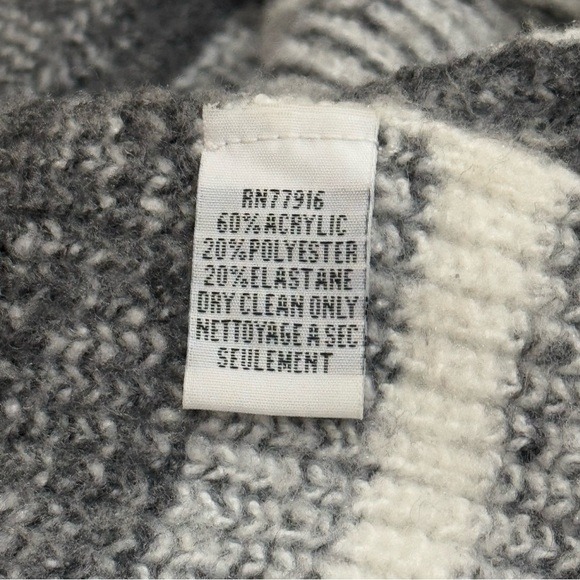 RN77916
60% ACRYLIC
20% POLYESTER
20% ELASTANE
DRY CLEAN ONLY
NETTOYAGE A SEC
SEULEMENT